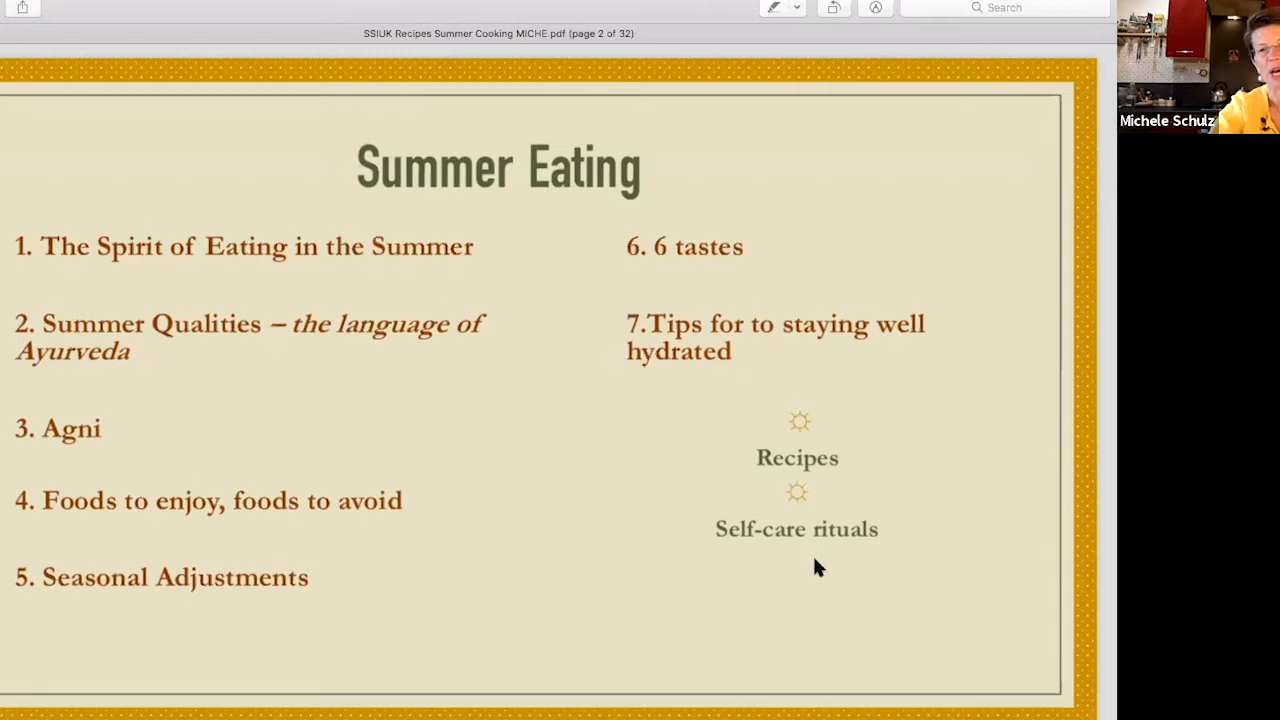 Search
SSIUK Recipes Summer Cooking MICHE.pdf (page 2 of 32)
Michele Schulz
Summer Eating
1. The Spirit of Eating in the Summer
2. Summer Qualities – the language of
Ayurveda
3. Agni
4. Foods to enjoy, foods to avoid
5. Seasonal Adjustments
6. 6 tastes
7.Tips for to staying well
hydrated
Recipes
Self-care rituals